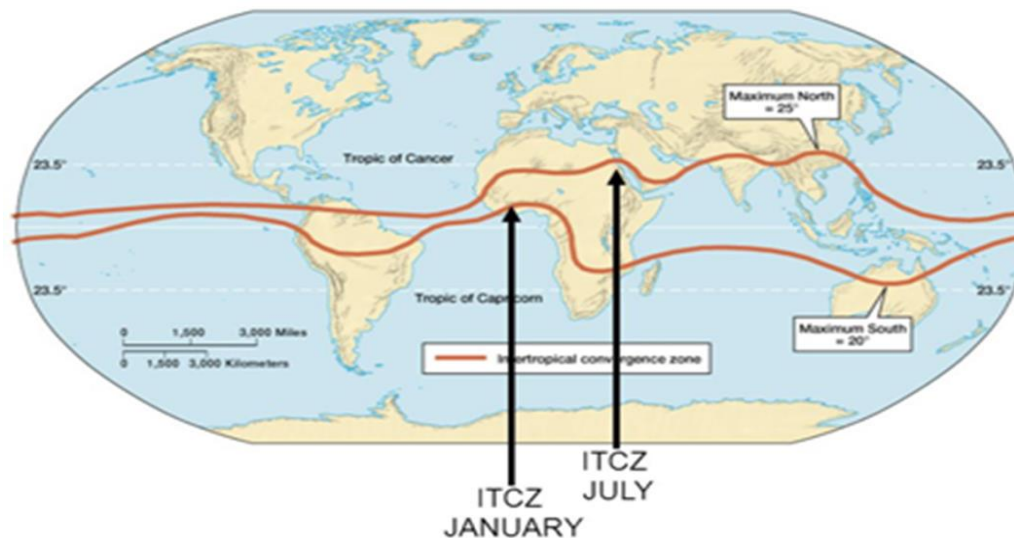 Maximum North
= 25°
Tropic of Cancer
23.5°
23.5°
23.5°
Tropic of Capricorn
23.5°
Maximum South
= 20°
0 1,500 3,000 Miles
0 1,500 3,000 Kilometers
Intertropical convergence zone
ITCZ
JULY
ITCZ
JANUARY